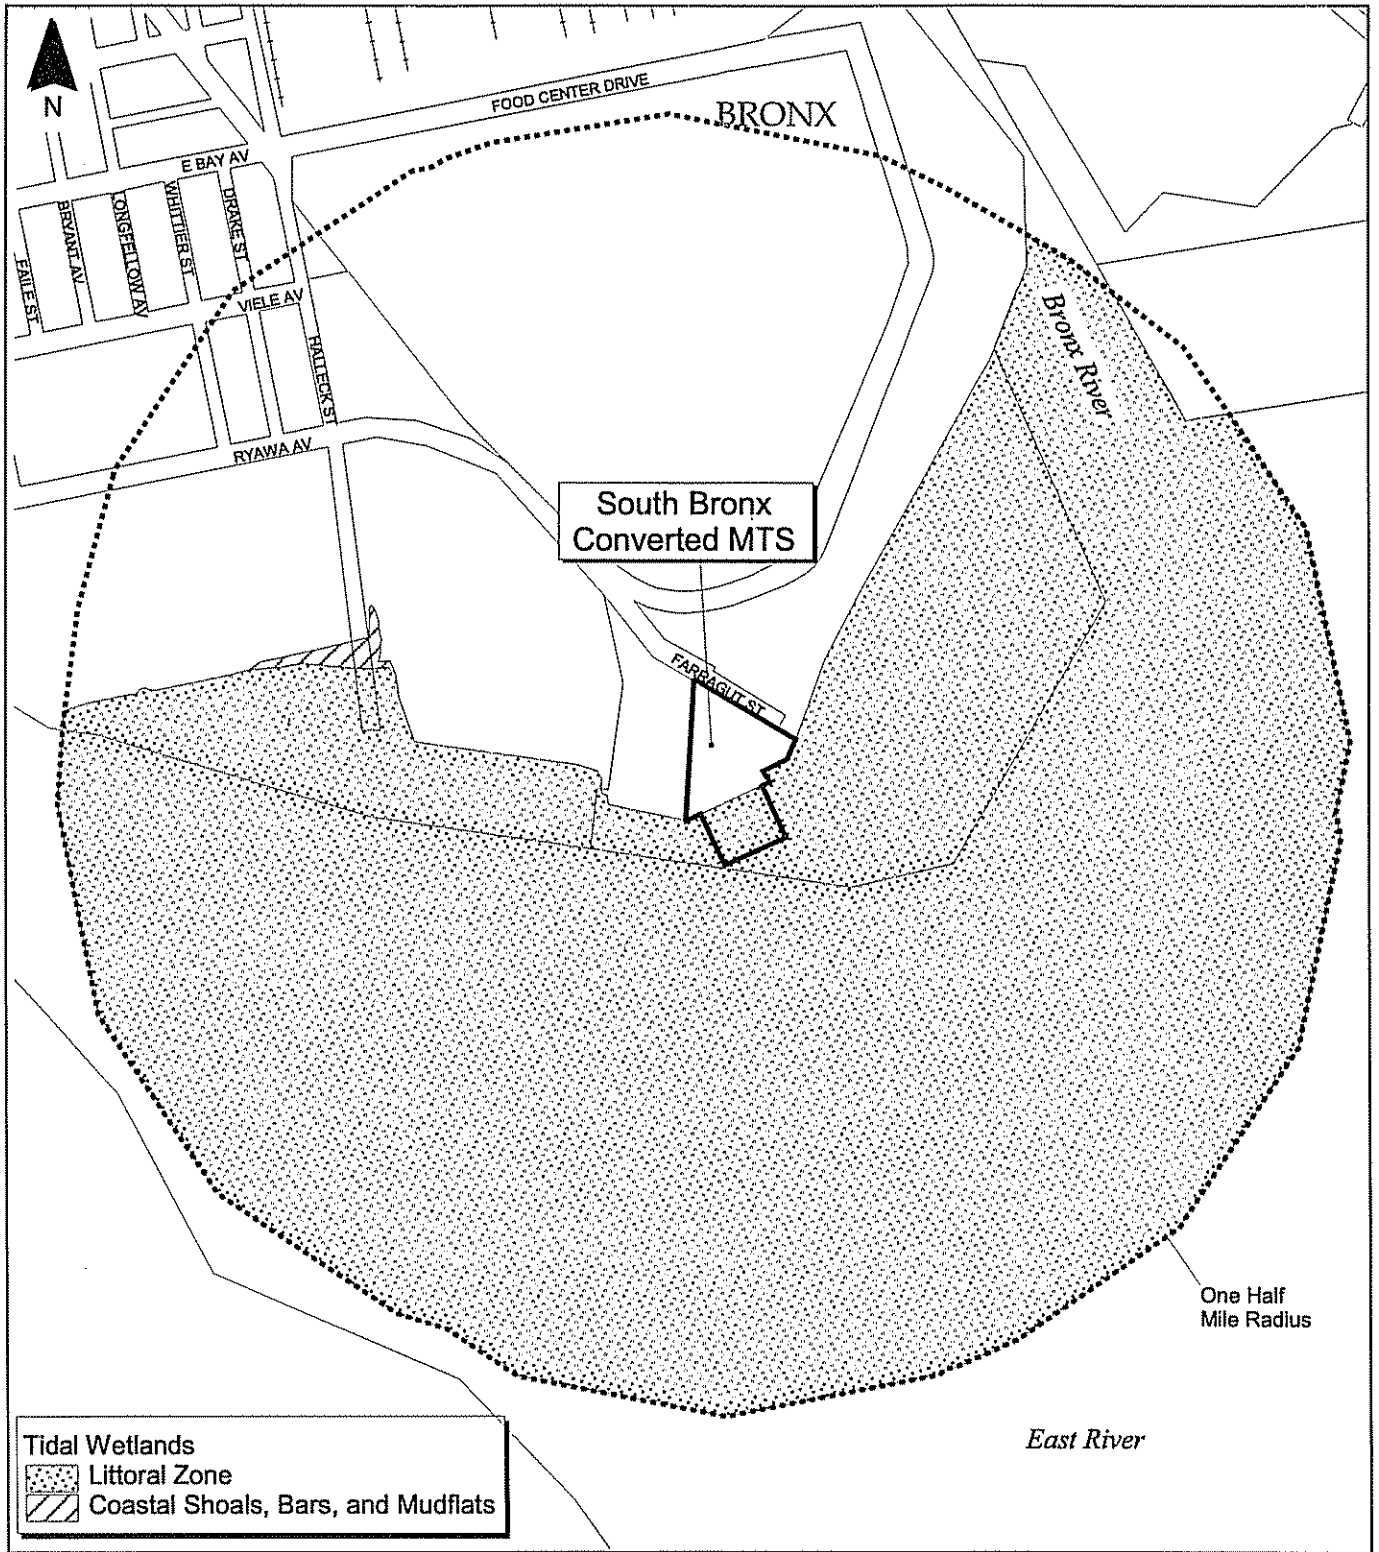 N
FOOD CENTER DRIVE
BRONX
E BAY AV
FAILE ST
BRYANT AV
LONGFELLOW AV
WHITTIER ST
DRAKE ST
VIELE AV
HALLECK ST
RYAWA AV
Bronx River
South Bronx
Converted MTS
FARRAGUT ST
One Half
Mile Radius
East River
Tidal Wetlands
Littoral Zone
Coastal Shoals, Bars, and Mudflats